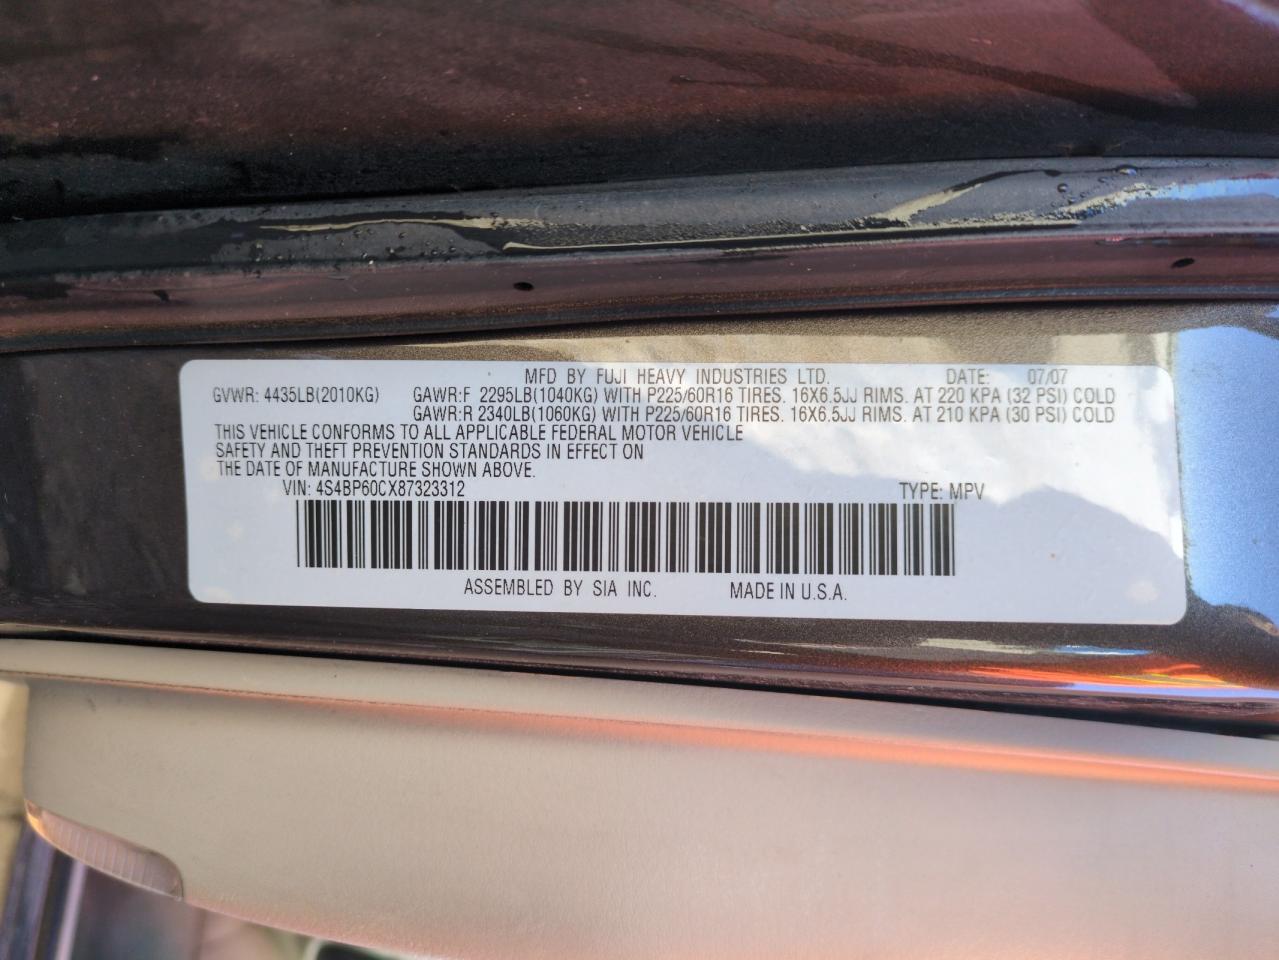 MFD BY FUJI HEAVY INDUSTRIES LTD. DATE: 07/07
GVWR: 4435LB(2010KG) GAWR:F 2295LB(1040KG) WITH P225/60R16 TIRES. 16X6.5JJ RIMS. AT 220 KPA (32 PSI) COLD
GAWR:R 2340LB(1060KG) WITH P225/60R16 TIRES. 16X6.5JJ RIMS. AT 210 KPA (30 PSI) COLD
THIS VEHICLE CONFORMS TO ALL APPLICABLE FEDERAL MOTOR VEHICLE
SAFETY AND THEFT PREVENTION STANDARDS IN EFFECT ON
THE DATE OF MANUFACTURE SHOWN ABOVE.
VIN: 4S4BP60CX87323312 TYPE: MPV
ASSEMBLED BY SIA INC. MADE IN U.S.A.